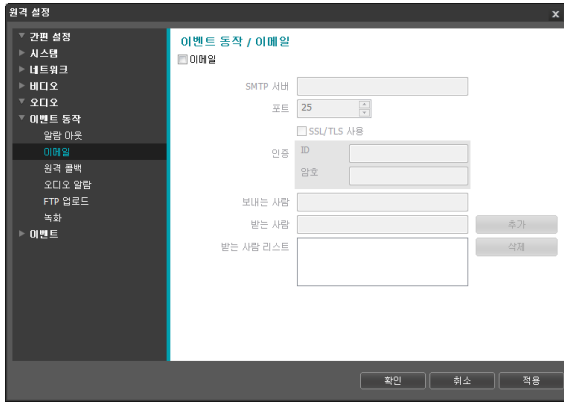 원격 설정
x
간편 설정
시스템
네트워크
비디오
오디오
이벤트 동작
알람 아웃
이메일
원격 콜백
오디오 알람
FTP 업로드
녹화
이벤트
이벤트 동작 / 이메일
이메일
SMTP 서버
포트 25
SSL/TLS 사용
인증 ID
암호
보내는 사람
받는 사람 추가
받는 사람 리스트 삭제
확인 취소 적용